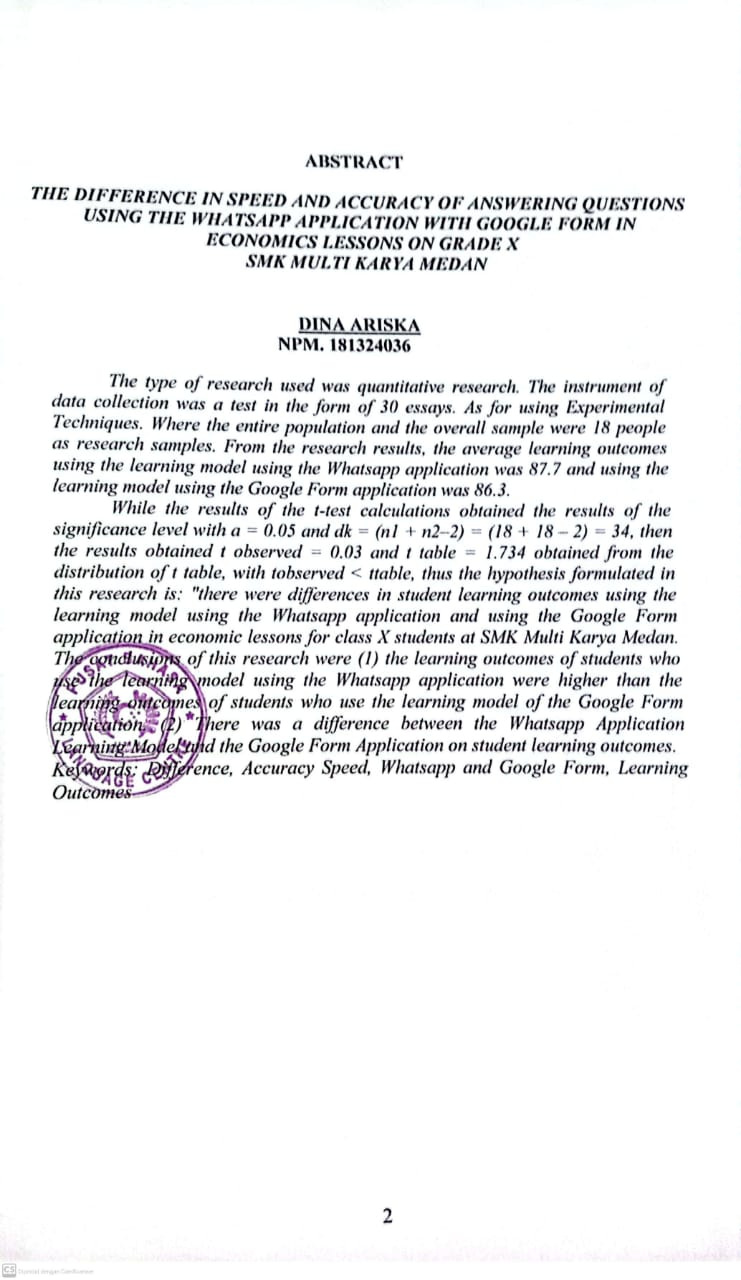 ABSTRACT
THE DIFFERENCE IN SPEED AND ACCURACY OF ANSWERING QUESTIONS
USING THE WHATSAPP APPLICATION WITH GOOGLE FORM IN
ECONOMICS LESSONS ON GRADE X
SMK MULTI KARYA MEDAN
DINA ARISKA
NPM. 181324036
The type of research used was quantitative research. The instrument of
data collection was a test in the form of 30 essays. As for using Experimental
Techniques. Where the entire population and the overall sample were 18 people
as research samples. From the research results, the average learning outcomes
using the learning model using the Whatsapp application was 87.7 and using the
learning model using the Google Form application was 86.3.
While the results of the t-test calculations obtained the results of the
significance level with a = 0.05 and dk = (n1 + n2–2) = (18 + 18 – 2) = 34, then
the results obtained t observed = 0.03 and t table = 1.734 obtained from the
distribution of t table, with tobserved < ttable, thus the hypothesis formulated in
this research is: "there were differences in student learning outcomes using the
learning model using the Whatsapp application and using the Google Form
application in economic lessons for class X students at SMK Multi Karya Medan.
The conclusions of this research were (1) the learning outcomes of students who
use the learning model using the Whatsapp application were higher than the
learning outcomes of students who use the learning model of the Google Form
application, (2) There was a difference between the Whatsapp Application
Learning Model and the Google Form Application on student learning outcomes.
Keywords: Difference, Accuracy Speed, Whatsapp and Google Form, Learning
Outcomes
LANGUAGE
2
CS Dipindai dengan CamScanner